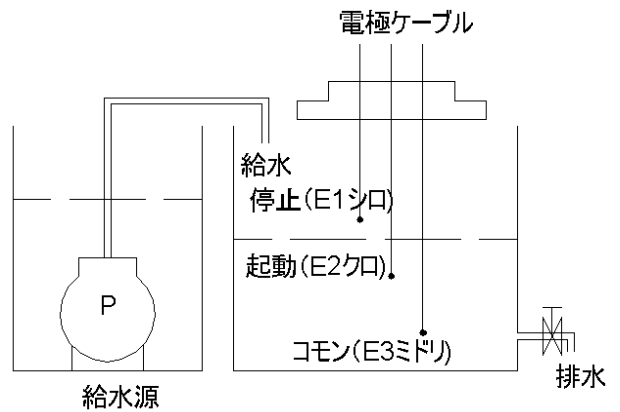 電極ケーブル
給水
停止(E1シロ)
起動(E2クロ)
P
コモン(E3ミドリ)
排水
給水源